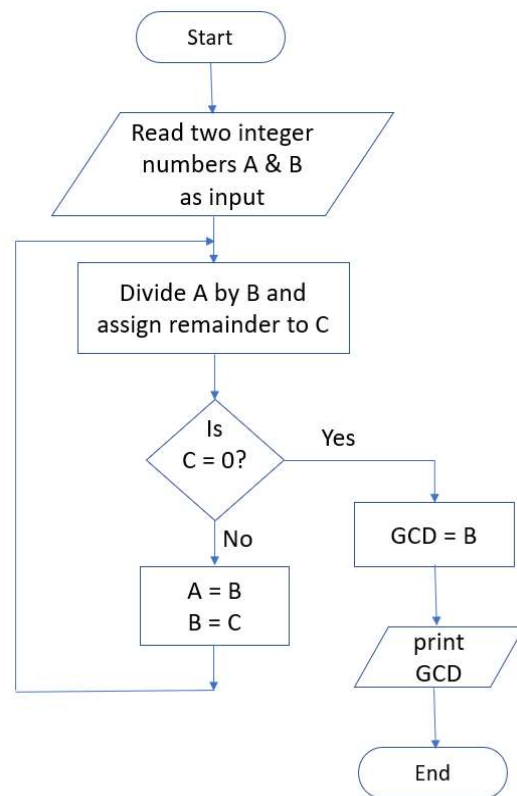 Start
Read two integer
numbers A & B
as input
Divide A by B and
assign remainder to C
Is
C = 0?
Yes
No
GCD = B
A = B
B = C
print
GCD
End